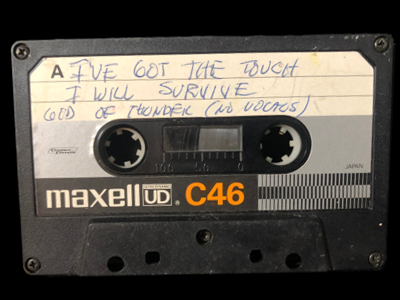 A I'VE GOT THE TOUCH
I WILL SURVIVE
GOD OF THUNDER (NO VOCALS)
100 50 0
JAPAN
maxell UD C46